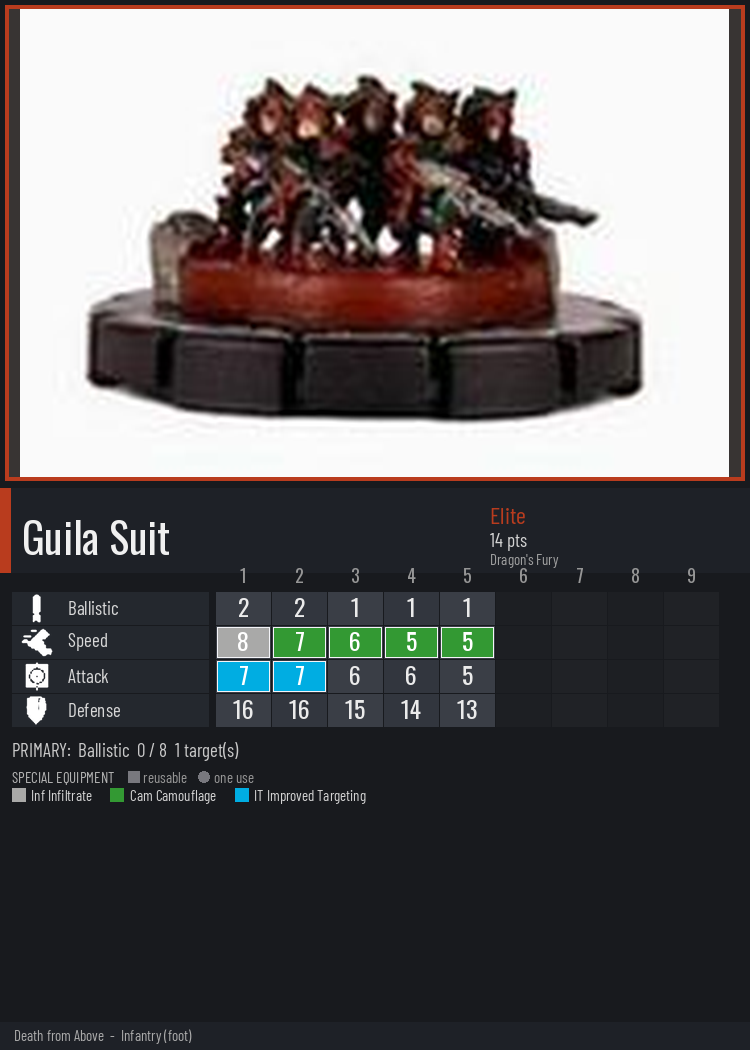 Guila Suit
Elite
14 pts
Dragon's Fury
1 2 3 4 5 6 7 8 9
Ballistic 2 2 1 1 1
Speed 8 7 6 5 5
Attack 7 7 6 6 5
Defense 16 16 15 14 13
PRIMARY: Ballistic 0 / 8 1 target(s)
SPECIAL EQUIPMENT reusable one use
Inf Infiltrate Cam Camouflage IT Improved Targeting
Death from Above - Infantry (foot)